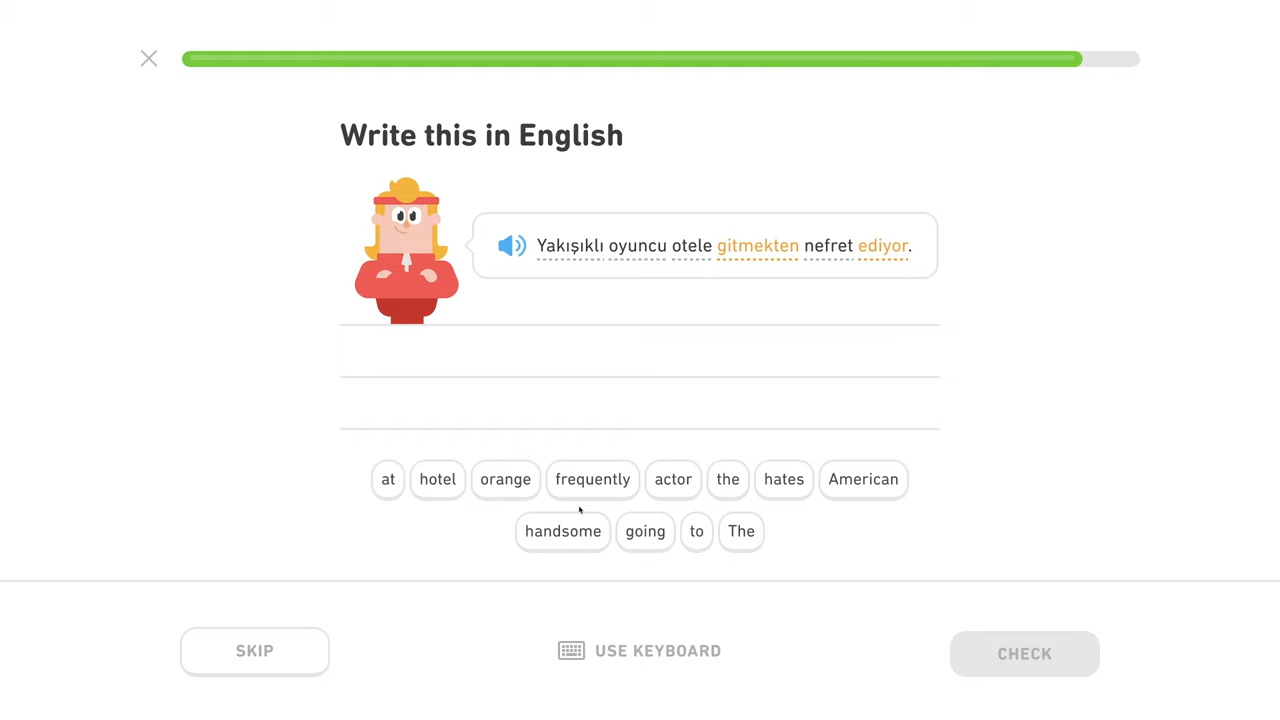 Write this in English
Yakışıklı oyuncu otele gitmekten nefret ediyor.
at hotel orange frequently actor the hates American
handsome going to The
SKIP USE KEYBOARD CHECK